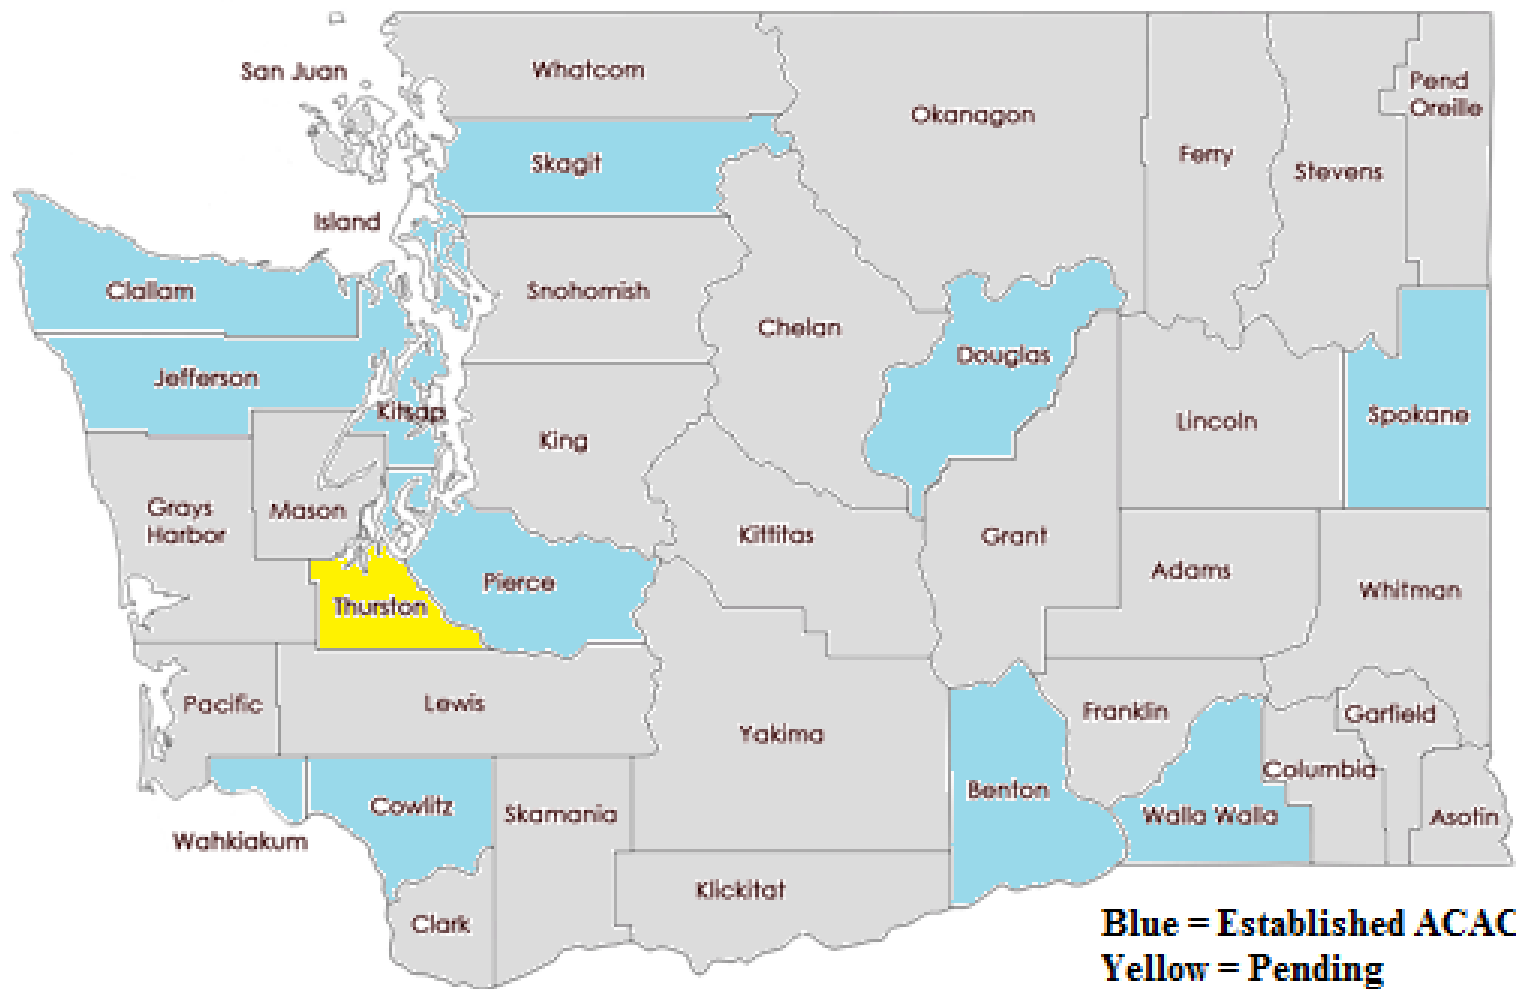 San Juan
Whatcom
Okanagon
Pend
Oreille
Skagit
Ferry
Stevens
Island
Clallam
Snohomish
Chelan
Douglas
Jefferson
Kitsap
King
Lincoln
Spokane
Grays
Harbor
Mason
Kittitas
Grant
Adams
Whitman
Pierce
Thurston
Pacific
Lewis
Yakima
Franklin
Garfield
Benton
Columbia
Cowlitz
Skamania
Walla Walla
Asotin
Wahkiakum
Klickitat
Clark
Blue = Established ACAC
Yellow = Pending